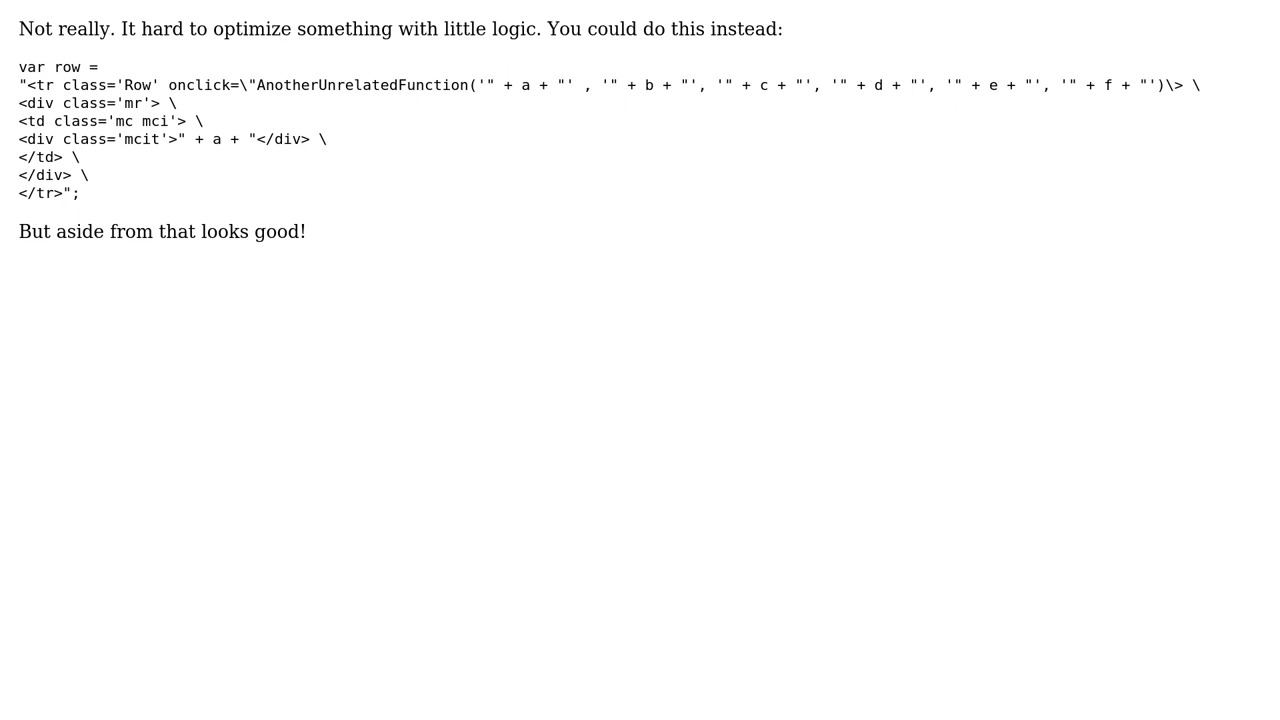 Not really. It hard to optimize something with little logic. You could do this instead:
var row =
"<tr class='Row' onclick=\"AnotherUnrelatedFunction('" + a + "' , '" + b + "', '" + c + "', '" + d + "', '" + e + "', '" + f + "')\> \
<div class='mr'> \
<td class='mc mci'> \
<div class='mcit'>" + a + "</div> \
</td> \
</div> \
</tr>";
But aside from that looks good!